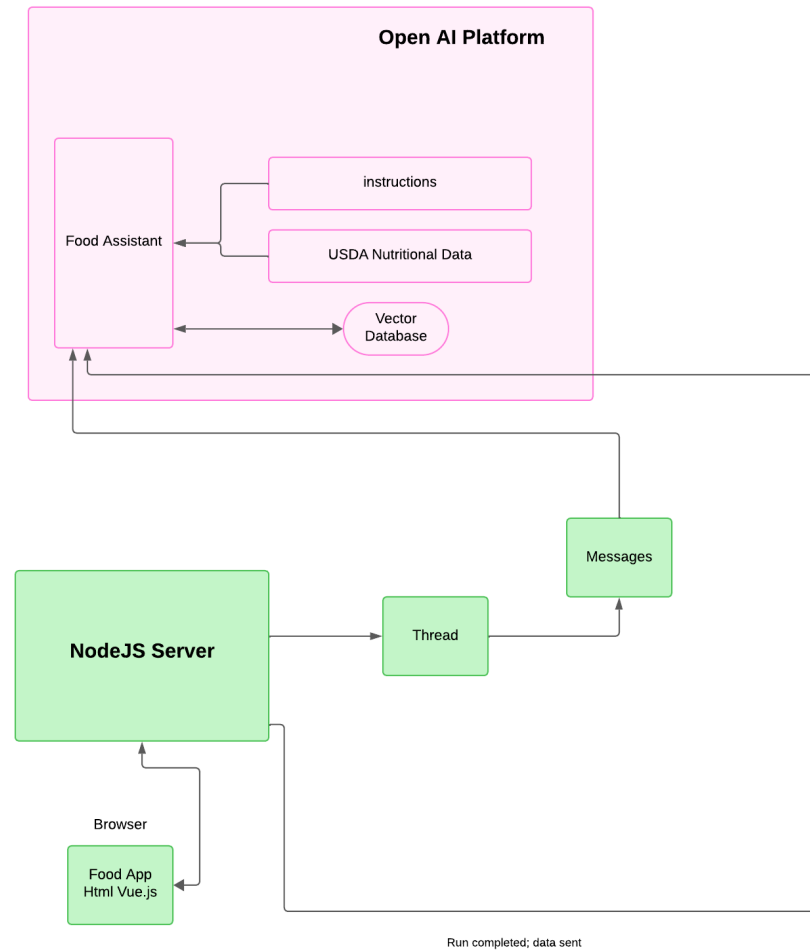 Open AI Platform
instructions
Food Assistant
USDA Nutritional Data
Vector
Database
Messages
Thread
NodeJS Server
Browser
Food App
Html Vue.js
Run completed; data sent